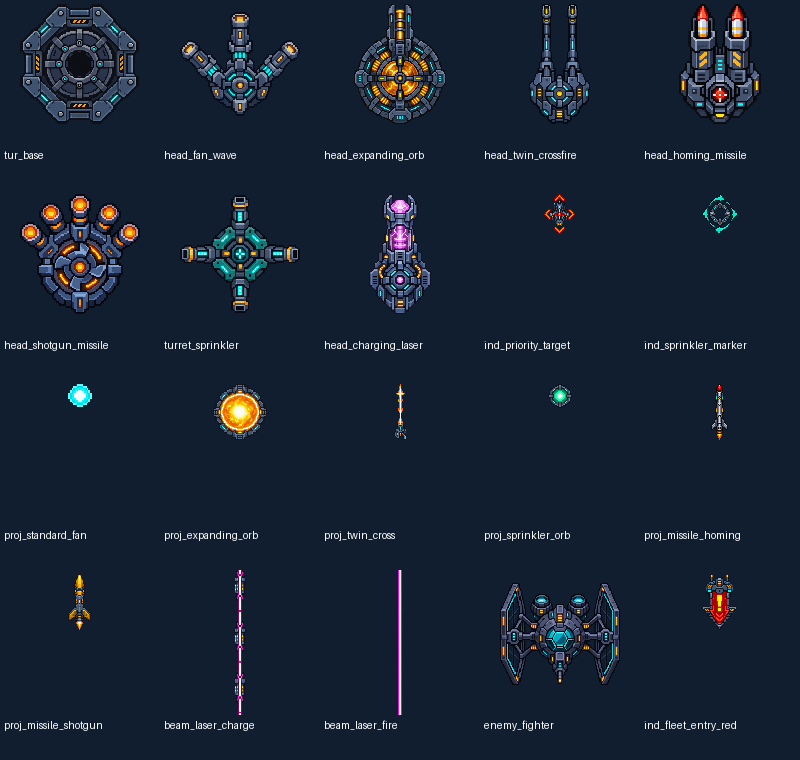 tur_base
head_fan_wave
head_expanding_orb
head_twin_crossfire
head_homing_missile
head_shotgun_missile
turret_sprinkler
head_charging_laser
ind_priority_target
ind_sprinkler_marker
proj_standard_fan
proj_expanding_orb
proj_twin_cross
proj_sprinkler_orb
proj_missile_homing
proj_missile_shotgun
beam_laser_charge
beam_laser_fire
enemy_fighter
ind_fleet_entry_red